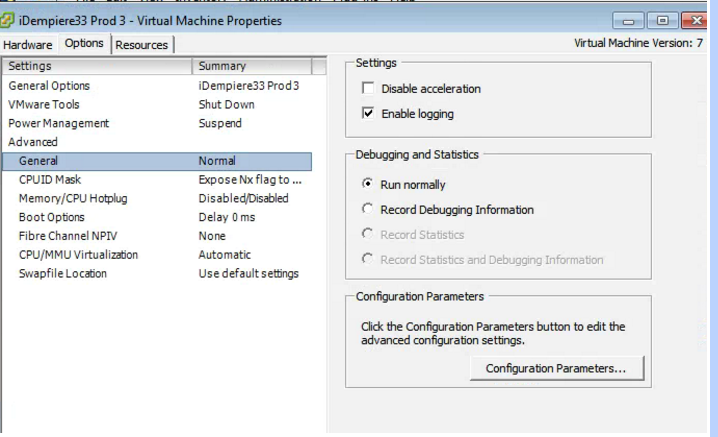 iDempiere33 Prod 3 - Virtual Machine Properties
Hardware Options Resources Virtual Machine Version: 7
Settings Summary
General Options iDempiere33 Prod 3
VMware Tools Shut Down
Power Management Suspend
Advanced
General Normal
CPUID Mask Expose Nx flag to ...
Memory/CPU Hotplug Disabled/Disabled
Boot Options Delay 0 ms
Fibre Channel NPIV None
CPU/MMU Virtualization Automatic
Swapfile Location Use default settings
Settings
Disable acceleration
Enable logging
Debugging and Statistics
Run normally
Record Debugging Information
Record Statistics
Record Statistics and Debugging Information
Configuration Parameters
Click the Configuration Parameters button to edit the
advanced configuration settings.
Configuration Parameters...